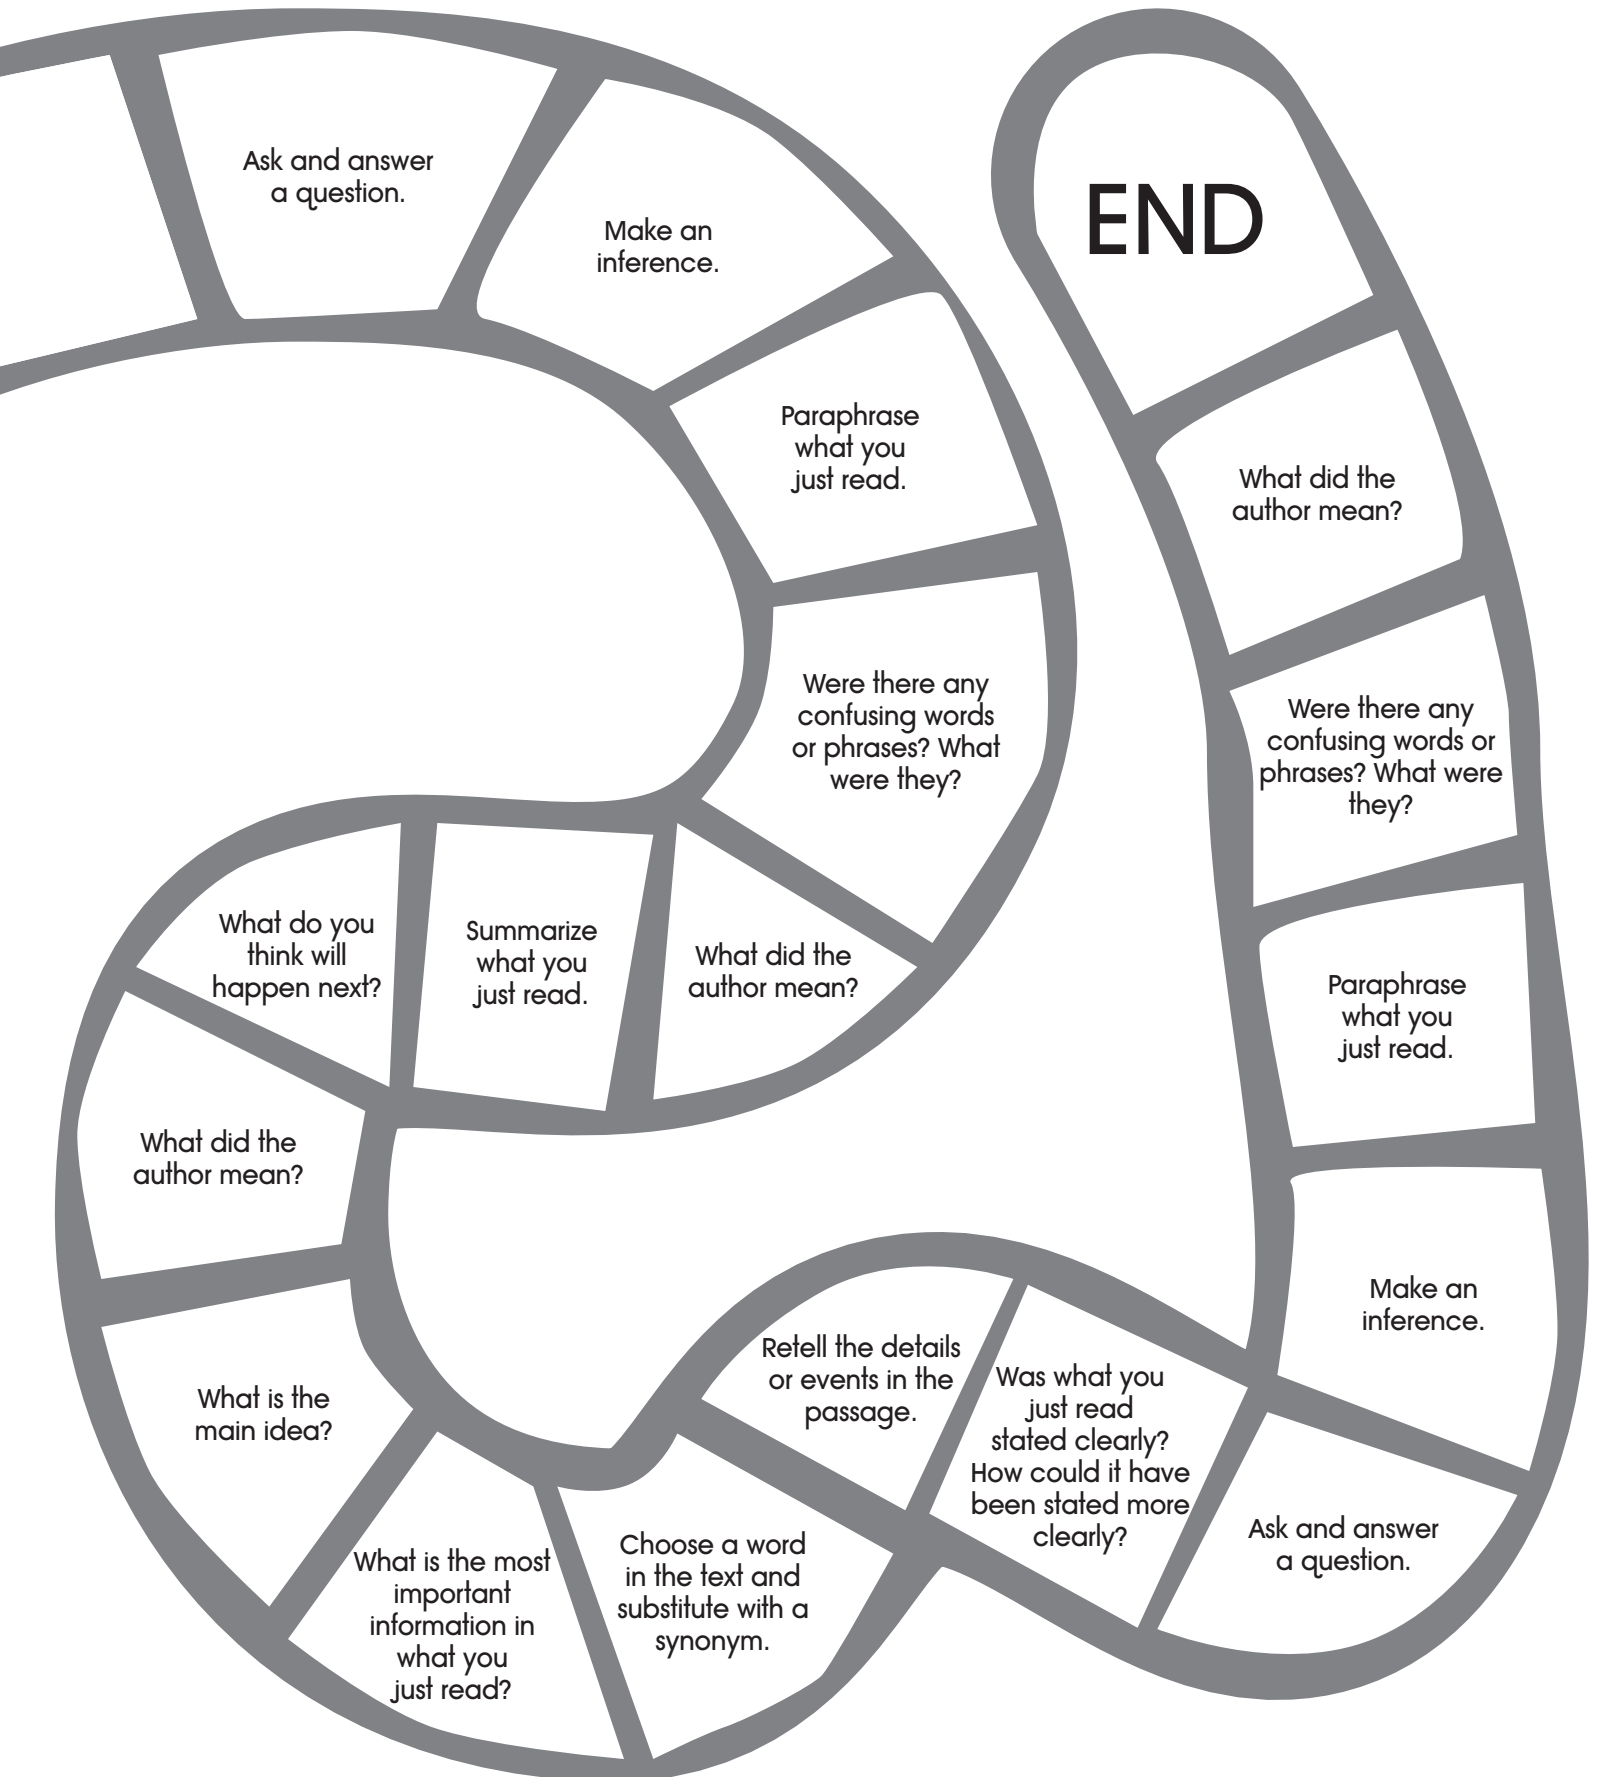 Ask and answer
a question.
Make an
inference.
Paraphrase
what you
just read.
Were there any
confusing words
or phrases? What
were they?
What did the
author mean?
Summarize
what you
just read.
What do you
think will
happen next?
What did the
author mean?
What is the
main idea?
What is the most
important
information in
what you
just read?
Choose a word
in the text and
substitute with a
synonym.
Retell the details
or events in the
passage.
Was what you
just read
stated clearly?
How could it have
been stated more
clearly?
Ask and answer
a question.
Make an
inference.
Paraphrase
what you
just read.
Were there any
confusing words or
phrases? What were
they?
What did the
author mean?
END